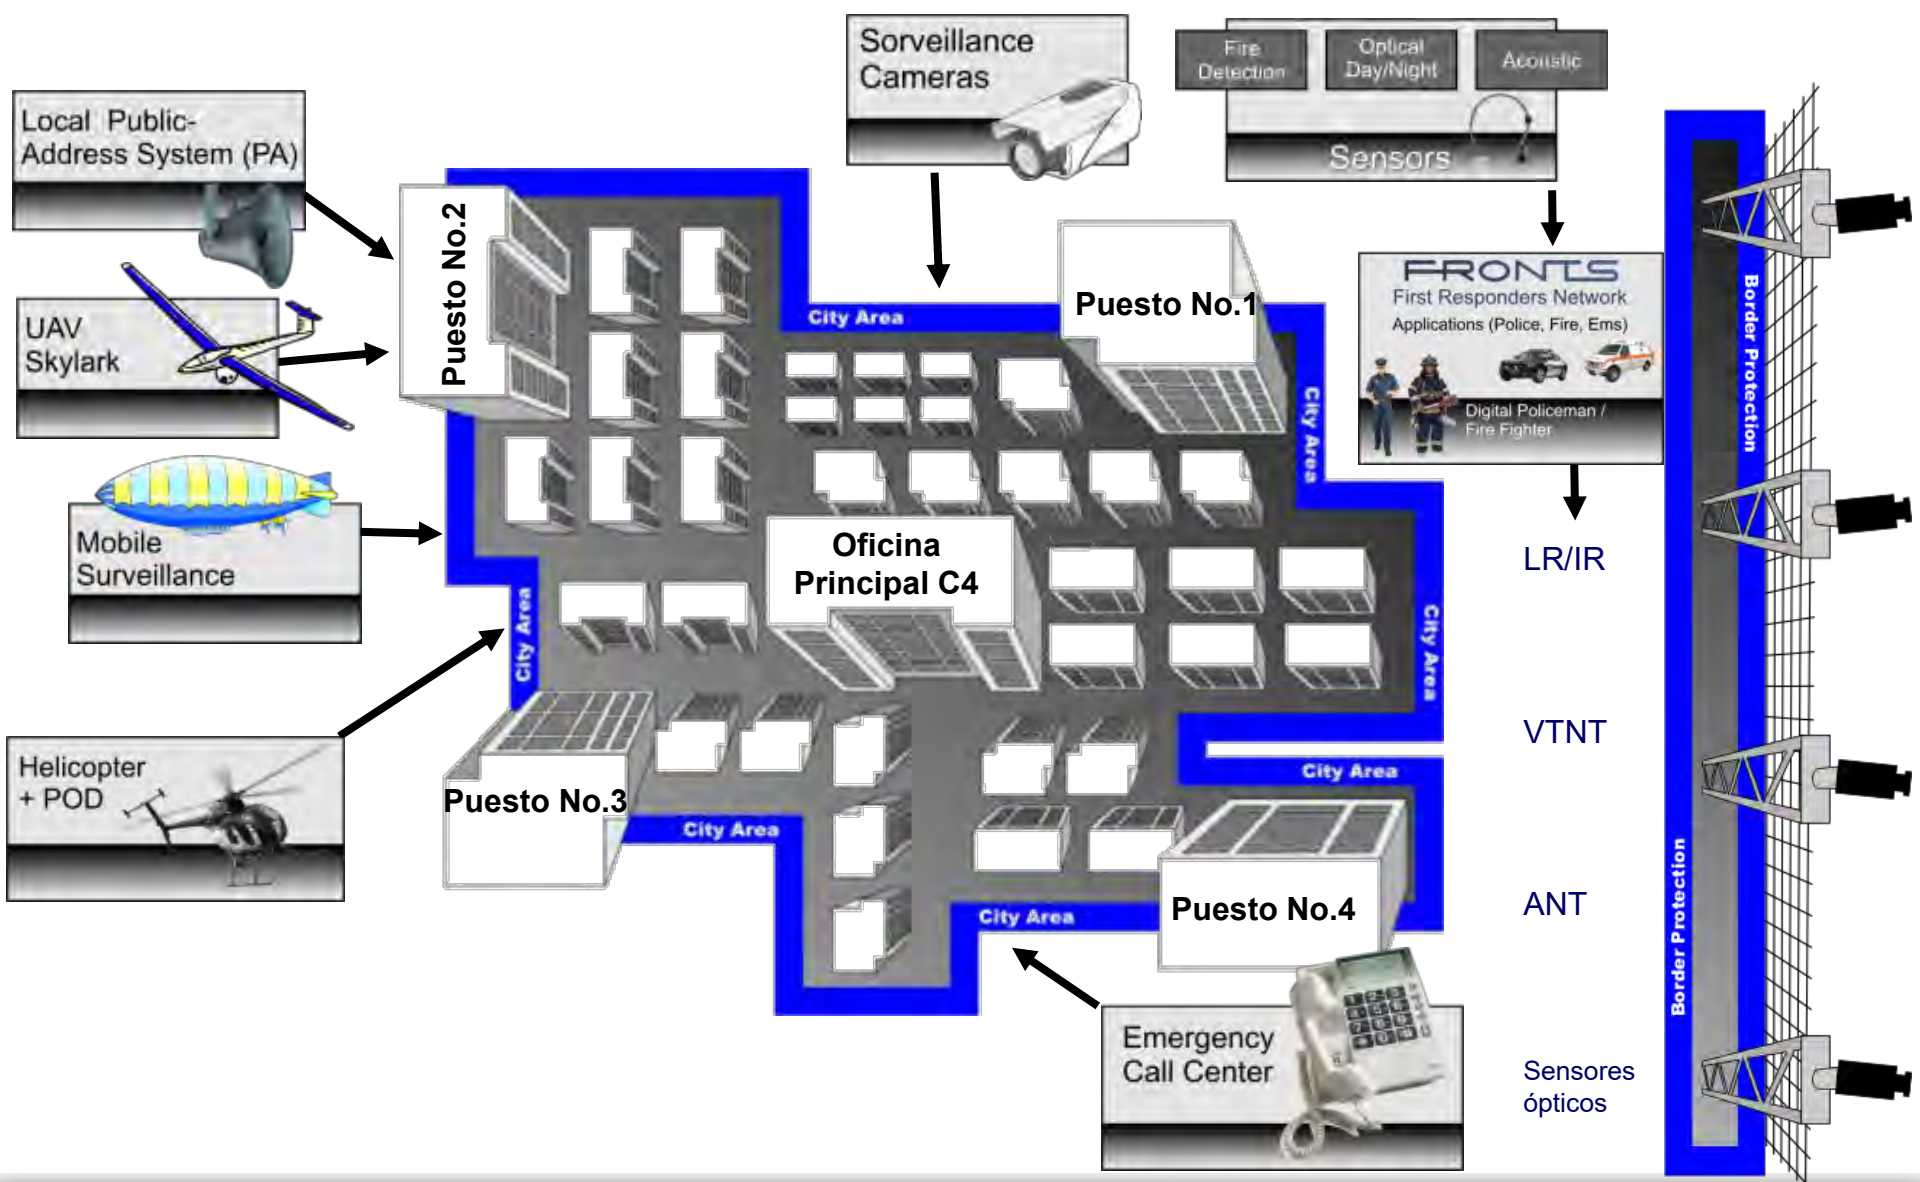 Sorveillance
Cameras
Fire
Detection
Optical
Day/Night
Acoustic
Sensors
Local Public-
Address System (PA)
UAV
Skylark
Mobile
Surveillance
Helicopter
+ POD
Puesto No.2
City Area
Puesto No.1
City Area
FRONTS
First Responders Network
Applications (Police, Fire, Ems)
Digital Policeman /
Fire Fighter
Border Protection
Oficina
Principal C4
City Area
City Area
LR/IR
VTNT
ANT
Sensores
ópticos
City Area
Puesto No.3
City Area
City Area
Puesto No.4
Border Protection
Emergency
Call Center